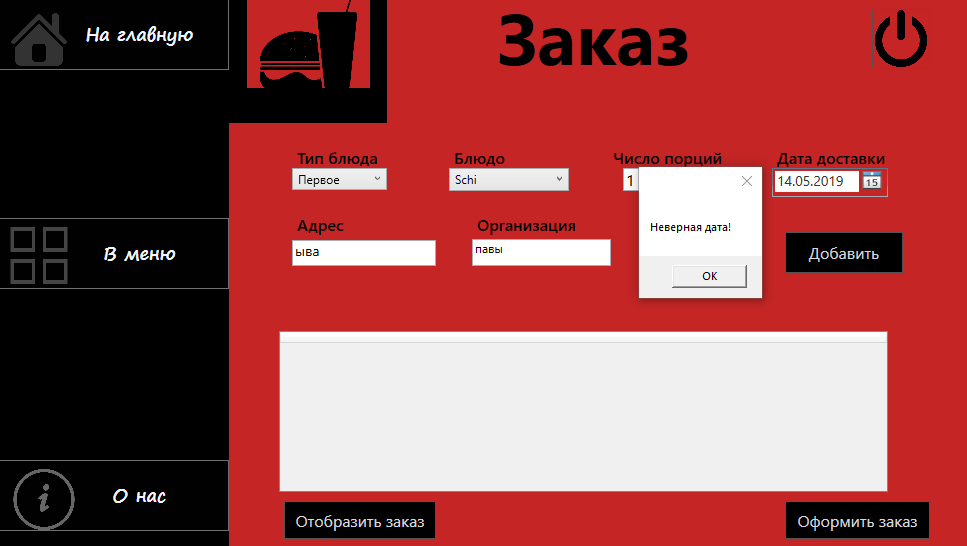 На главную
Заказ
Тип блюда
Блюдо
Число порций
Дата доставки
Первое
Schi
1
14.05.2019
15
Неверная дата!
OK
Адрес
Организация
ыва
павы
Добавить
В меню
О нас
Отобразить заказ
Оформить заказ